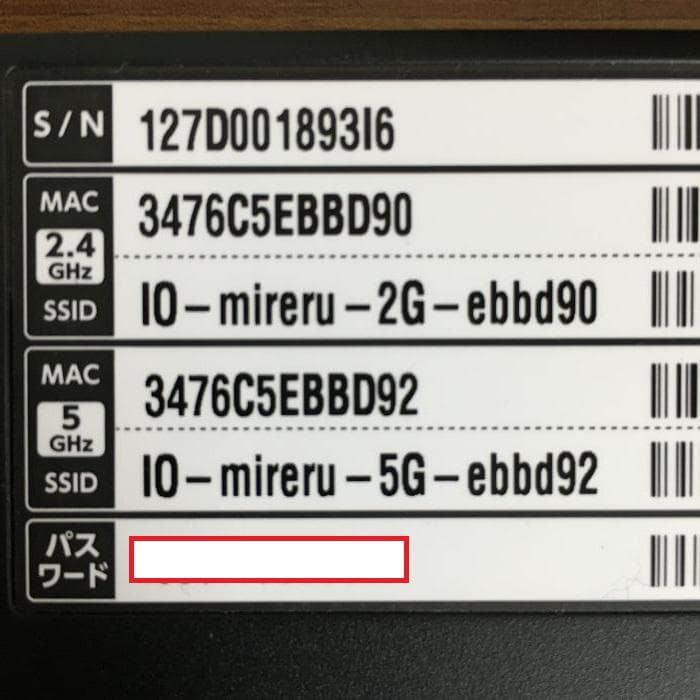 S/N 127D001893I6
MAC 3476C5EBBD90
2.4
GHz
SSID IO-mireru-2G-ebbd90
MAC 3476C5EBBD92
5
GHz
SSID IO-mireru-5G-ebbd92
パス
ワード